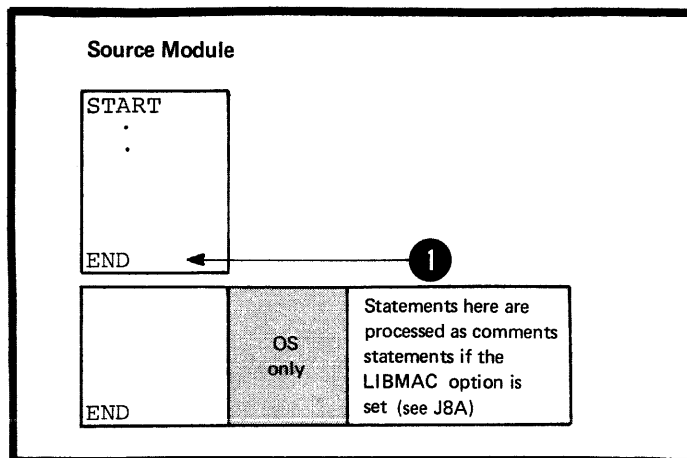 Source Module
START
.
.
END
1
END
OS
only
Statements here are
processed as comments
statements if the
LIBMAC option is
set (see J8A)